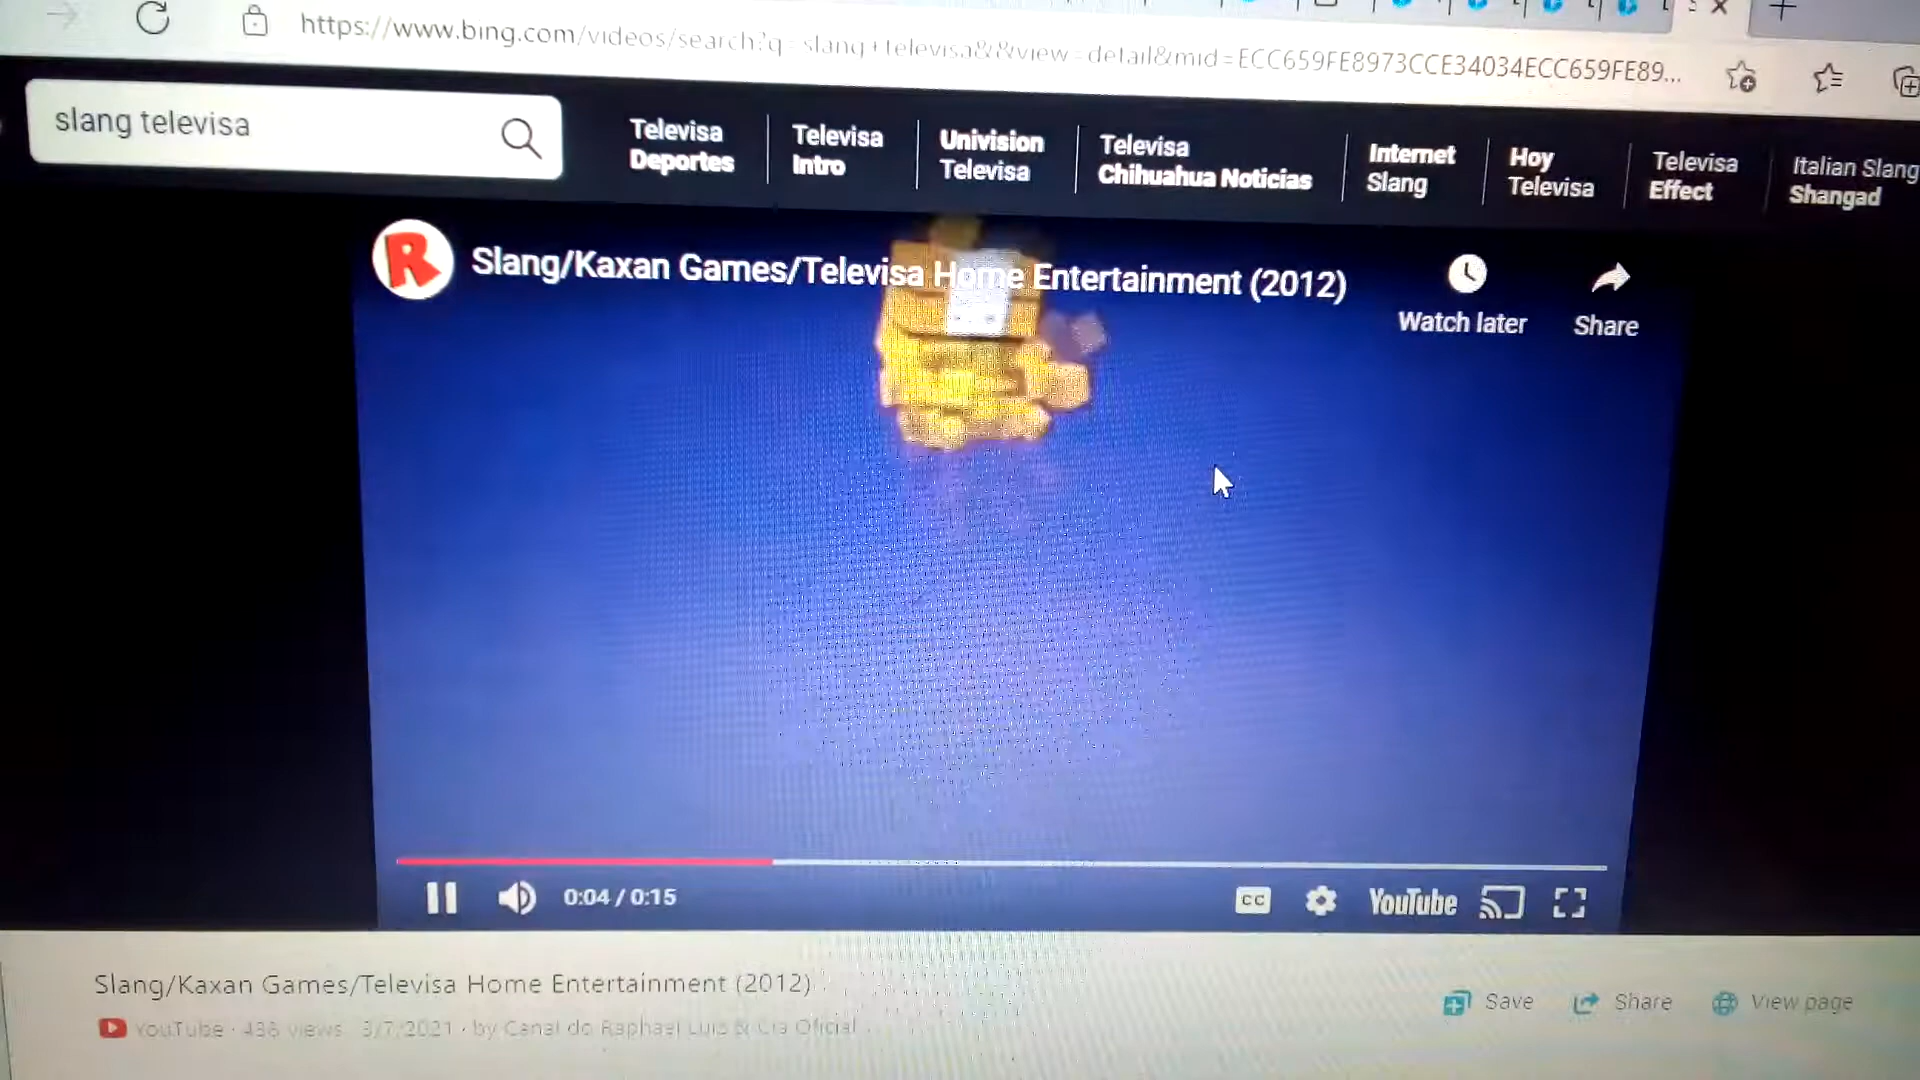 https://www.bing.com/videos/search?q=slang+televisa&&view=detail&mid=ECC659FE8973CCE34034ECC659FE89...
slang televisa
Televisa Deportes
Televisa Intro
Univision Televisa
Televisa Chihuahua Noticias
Internet Slang
Hoy Televisa
Televisa Effect
Italian Slang Shangad
R
Slang/Kaxan Games/Televisa Home Entertainment (2012)
Watch later
Share
0:04 / 0:15
CC
YouTube
Slang/Kaxan Games/Televisa Home Entertainment (2012)
Save
Share
View page
YouTube · 436 views · 3/7/2021 · by Canal do Raphael Luis & Cia Oficial